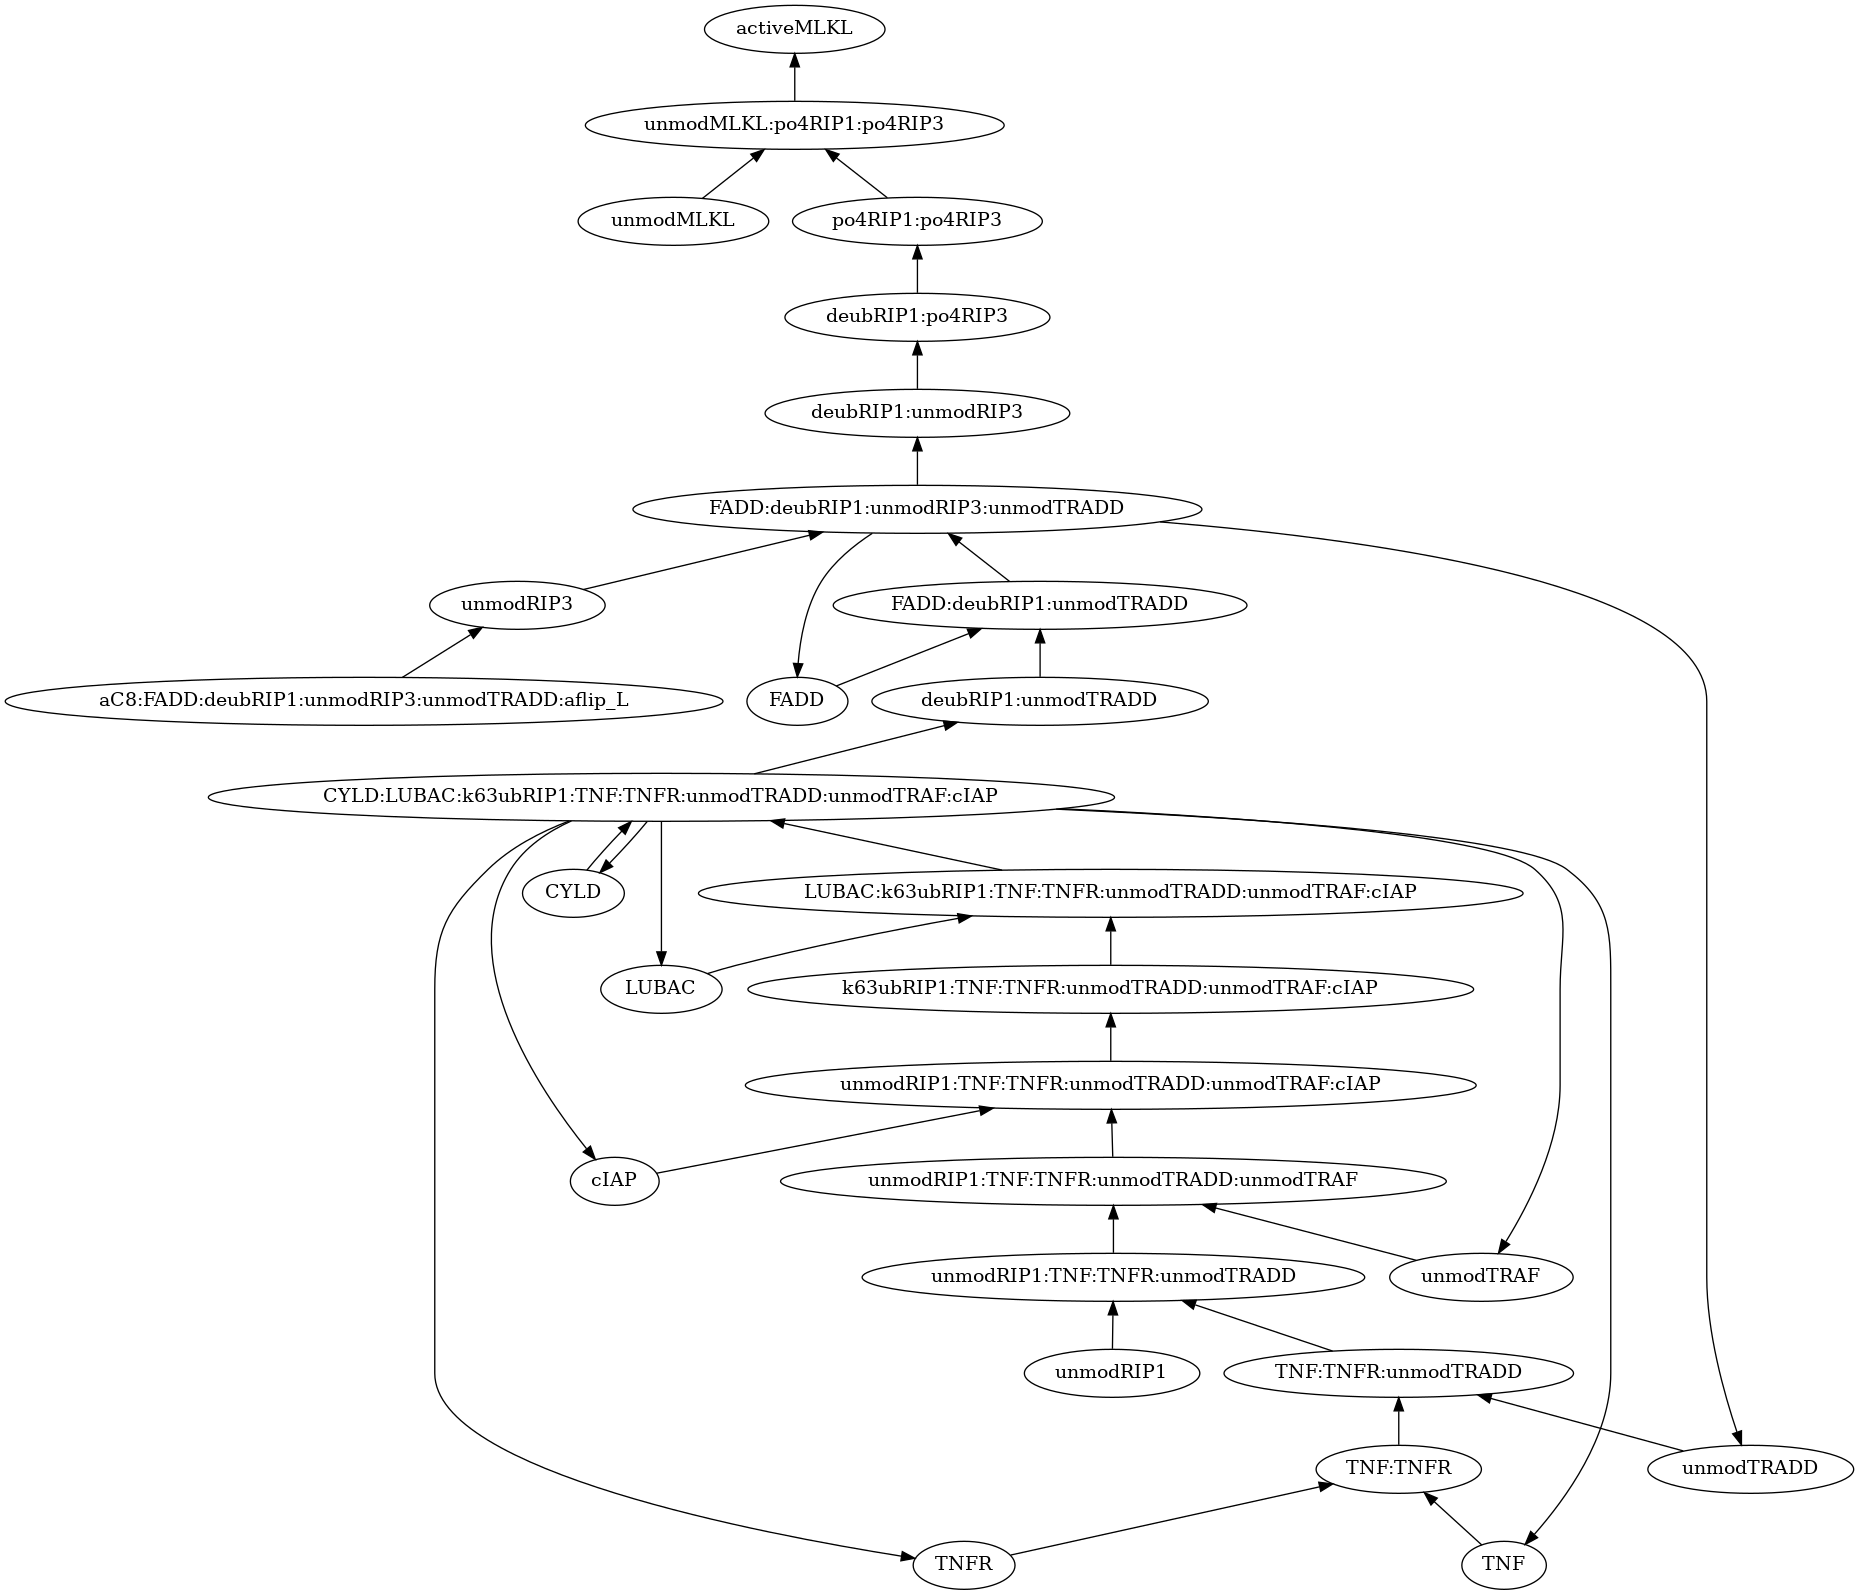 activeMLKL
unmodMLKL:po4RIP1:po4RIP3
unmodMLKL
po4RIP1:po4RIP3
deubRIP1:po4RIP3
deubRIP1:unmodRIP3
FADD:deubRIP1:unmodRIP3:unmodTRADD
unmodRIP3
FADD:deubRIP1:unmodTRADD
aC8:FADD:deubRIP1:unmodRIP3:unmodTRADD:aflip_L
FADD
deubRIP1:unmodTRADD
CYLD:LUBAC:k63ubRIP1:TNF:TNFR:unmodTRADD:unmodTRAF:cIAP
CYLD
LUBAC:k63ubRIP1:TNF:TNFR:unmodTRADD:unmodTRAF:cIAP
LUBAC
k63ubRIP1:TNF:TNFR:unmodTRADD:unmodTRAF:cIAP
unmodRIP1:TNF:TNFR:unmodTRADD:unmodTRAF:cIAP
cIAP
unmodRIP1:TNF:TNFR:unmodTRADD:unmodTRAF
unmodRIP1:TNF:TNFR:unmodTRADD
unmodTRAF
unmodRIP1
TNF:TNFR:unmodTRADD
TNF:TNFR
unmodTRADD
TNFR
TNF